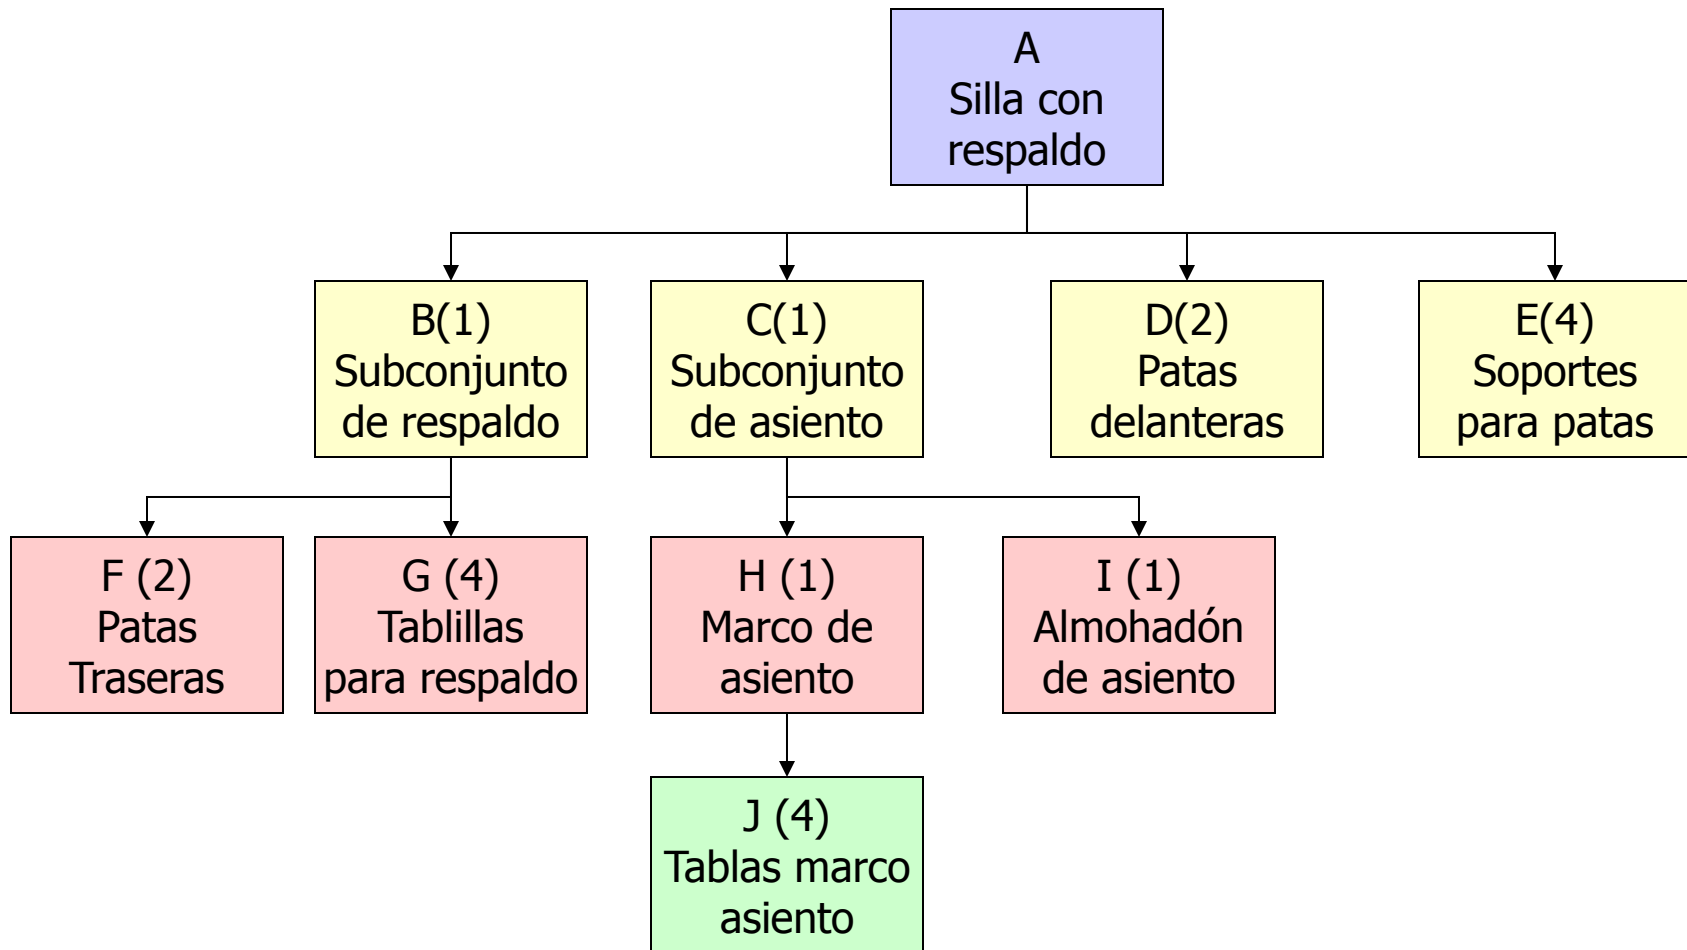 A
Silla con
respaldo
B(1)
Subconjunto
de respaldo
C(1)
Subconjunto
de asiento
D(2)
Patas
delanteras
E(4)
Soportes
para patas
F (2)
Patas
Traseras
G (4)
Tablillas
para respaldo
H (1)
Marco de
asiento
I (1)
Almohadón
de asiento
J (4)
Tablas marco
asiento